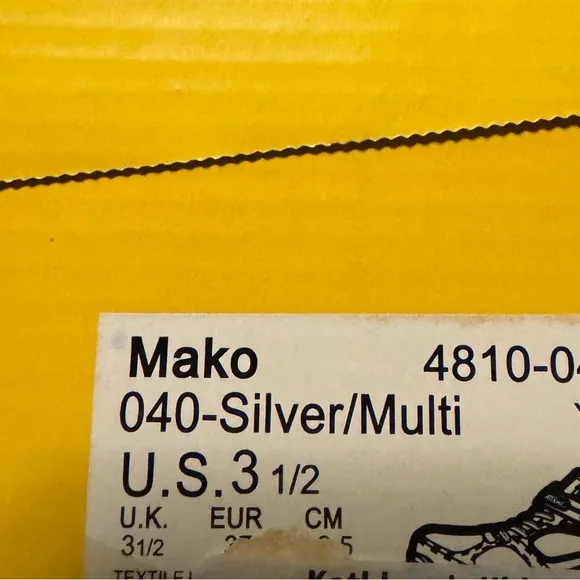 Mako 4810-04
040-Silver/Multi
U.S. 3 1/2
U.K. EUR CM
31/2